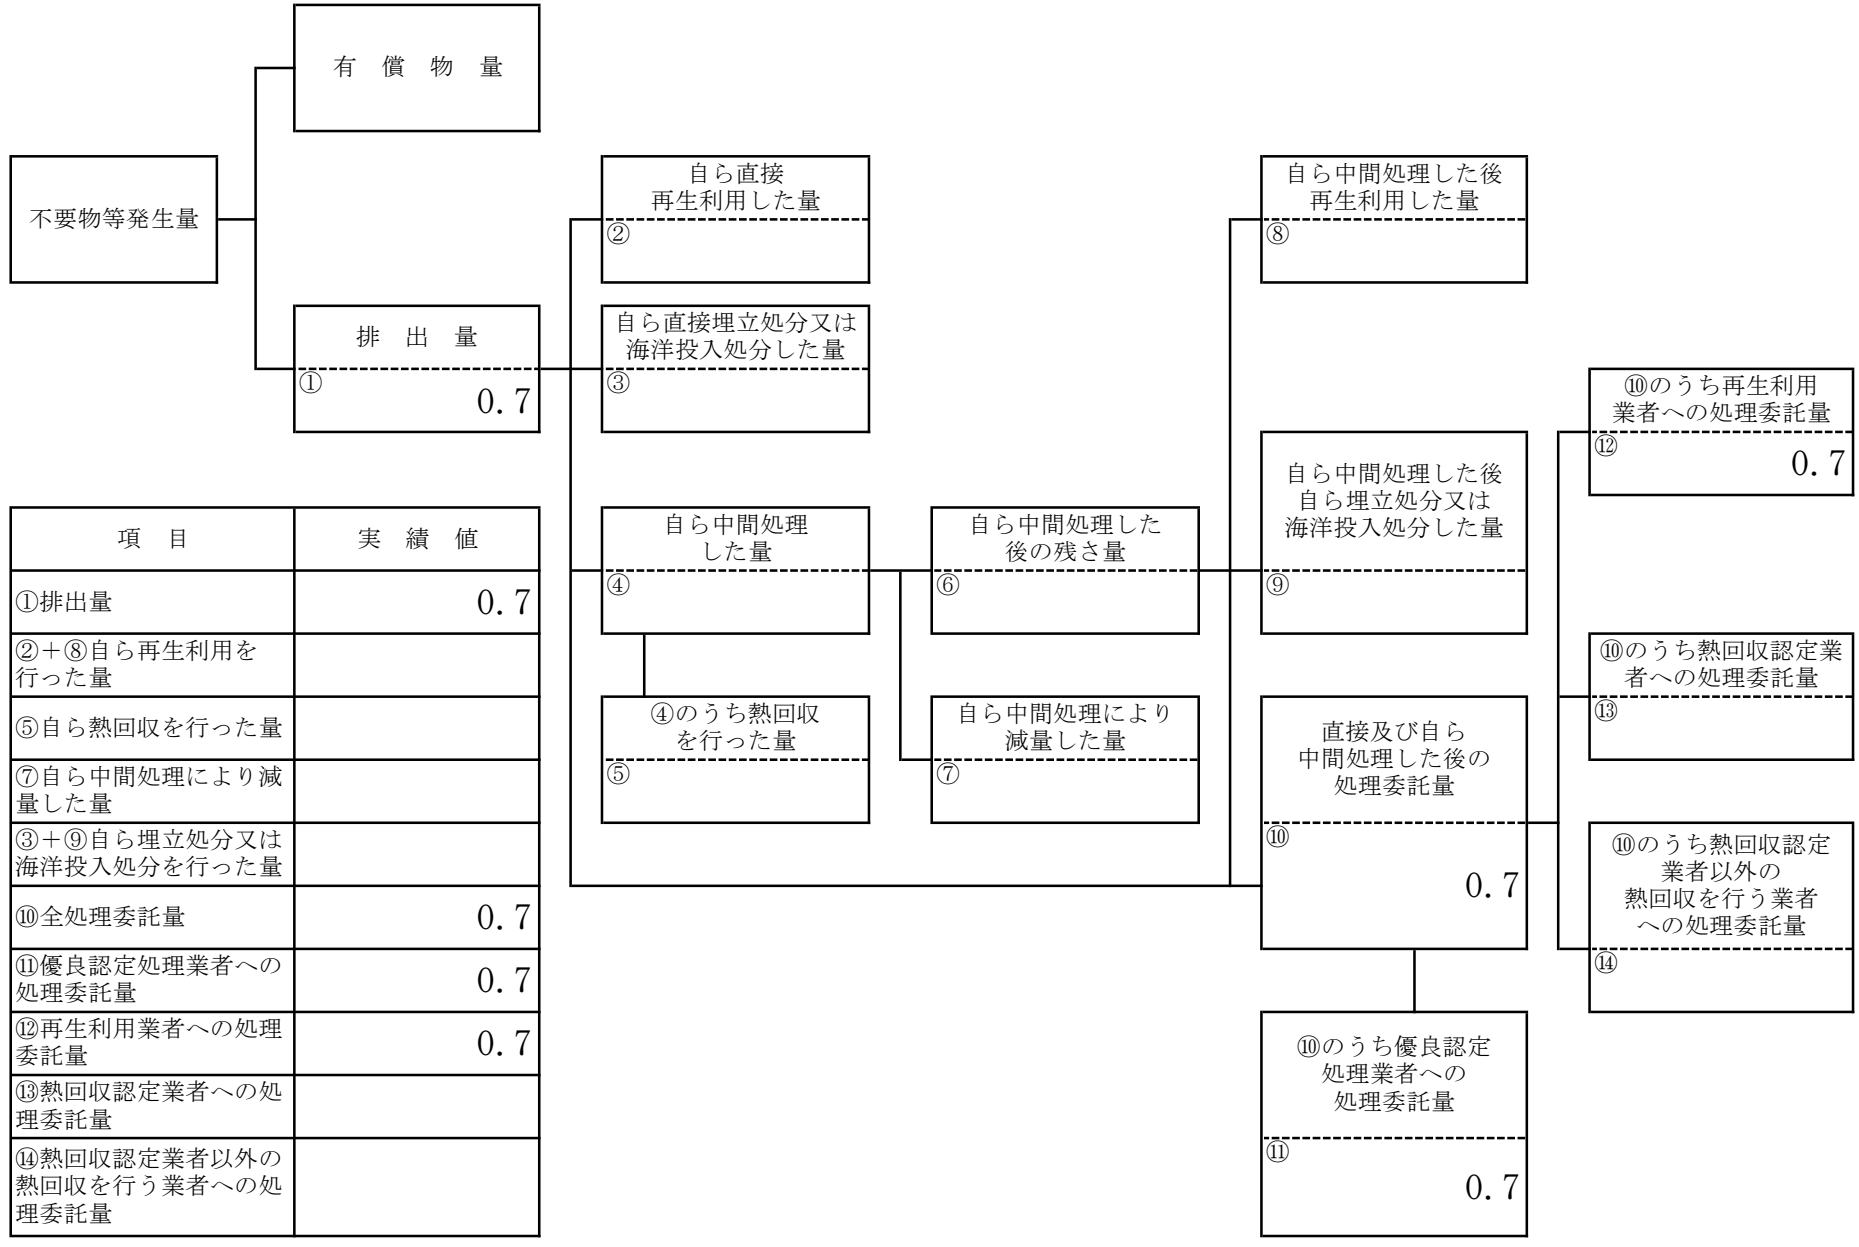 有 償 物 量
不要物等発生量
排 出 量
①
0.7
自ら直接
再生利用した量
②
自ら直接埋立処分又は
海洋投入処分した量
③
自ら中間処理
した量
④
④のうち熱回収
を行った量
⑤
自ら中間処理した
後の残さ量
⑥
自ら中間処理により
減量した量
⑦
自ら中間処理した後
再生利用した量
⑧
自ら中間処理した後
自ら埋立処分又は
海洋投入処分した量
⑨
直接及び自ら
中間処理した後の
処理委託量
⑩
0.7
⑩のうち優良認定
処理業者への
処理委託量
⑪
0.7
⑩のうち再生利用
業者への処理委託量
⑫
0.7
⑩のうち熱回収認定業
者への処理委託量
⑬
⑩のうち熱回収認定
業者以外の
熱回収を行う業者
への処理委託量
⑭
項 目
実 績 値
①排出量
0.7
②+⑧自ら再生利用を
行った量
⑤自ら熱回収を行った量
⑦自ら中間処理により減
量した量
③+⑨自ら埋立処分又は
海洋投入処分を行った量
⑩全処理委託量
0.7
⑪優良認定処理業者への
処理委託量
0.7
⑫再生利用業者への処理
委託量
0.7
⑬熱回収認定業者への処
理委託量
⑭熱回収認定業者以外の
熱回収を行う業者への処
理委託量